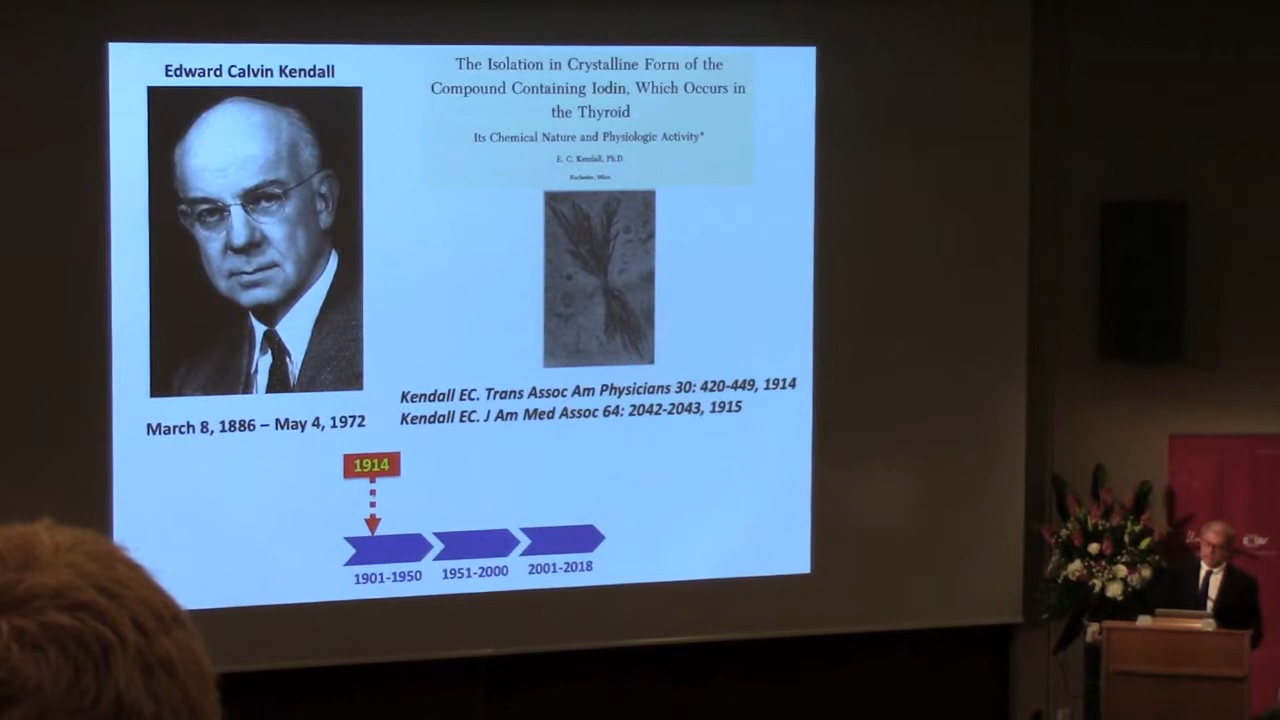 Edward Calvin Kendall
The Isolation in Crystalline Form of the
Compound Containing Iodin, Which Occurs in
the Thyroid
Its Chemical Nature and Physiologic Activity*
E. C. Kendall, Ph.D.
Rochester, Minn
Kendall EC. Trans Assoc Am Physicians 30: 420-449, 1914
Kendall EC. J Am Med Assoc 64: 2042-2043, 1915
March 8, 1886 – May 4, 1972
1914
1901-1950
1951-2000
2001-2018